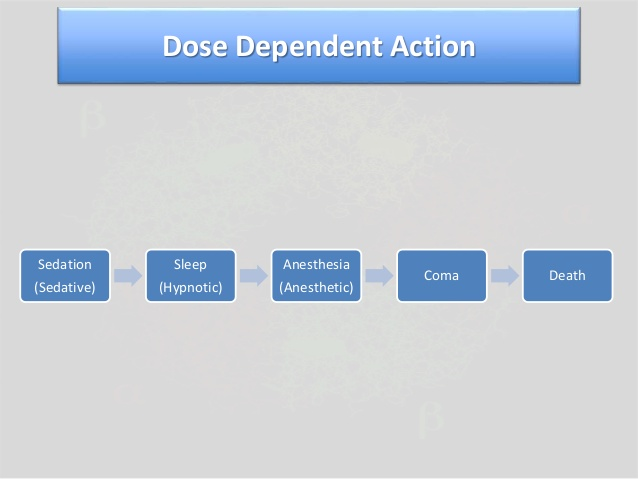 Dose Dependent Action
β
Sedation
(Sedative)
Sleep
(Hypnotic)
Anesthesia
(Anesthetic)
Coma
Death
β